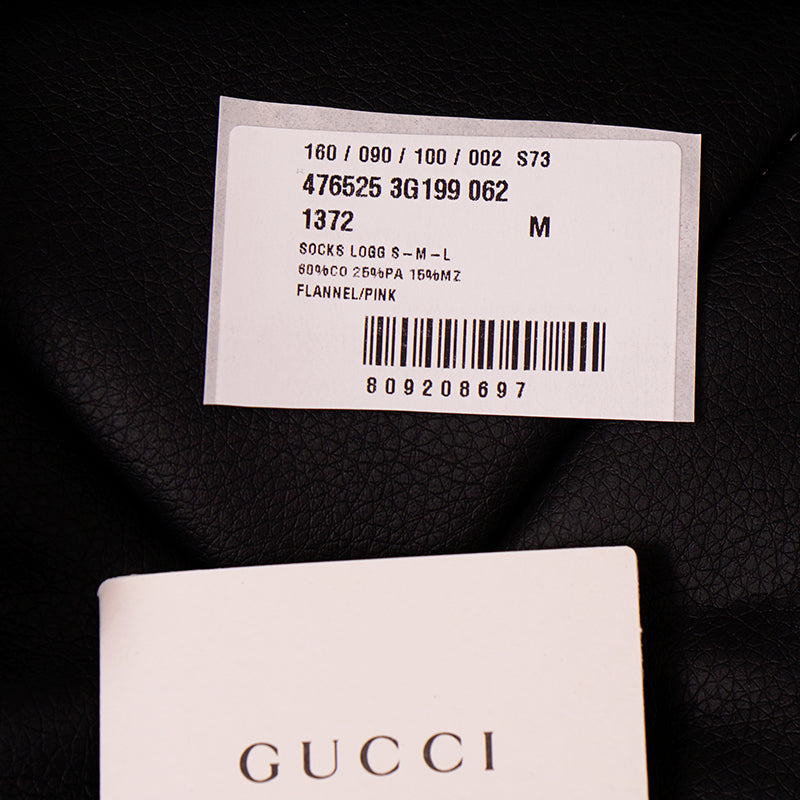 160 / 090 / 100 / 002 S73
476525 3G199 062
1372 M
SOCKS LOGG S-M-L
60%CO 25%PA 15%MZ
FLANNEL/PINK
809208697
GUCCI